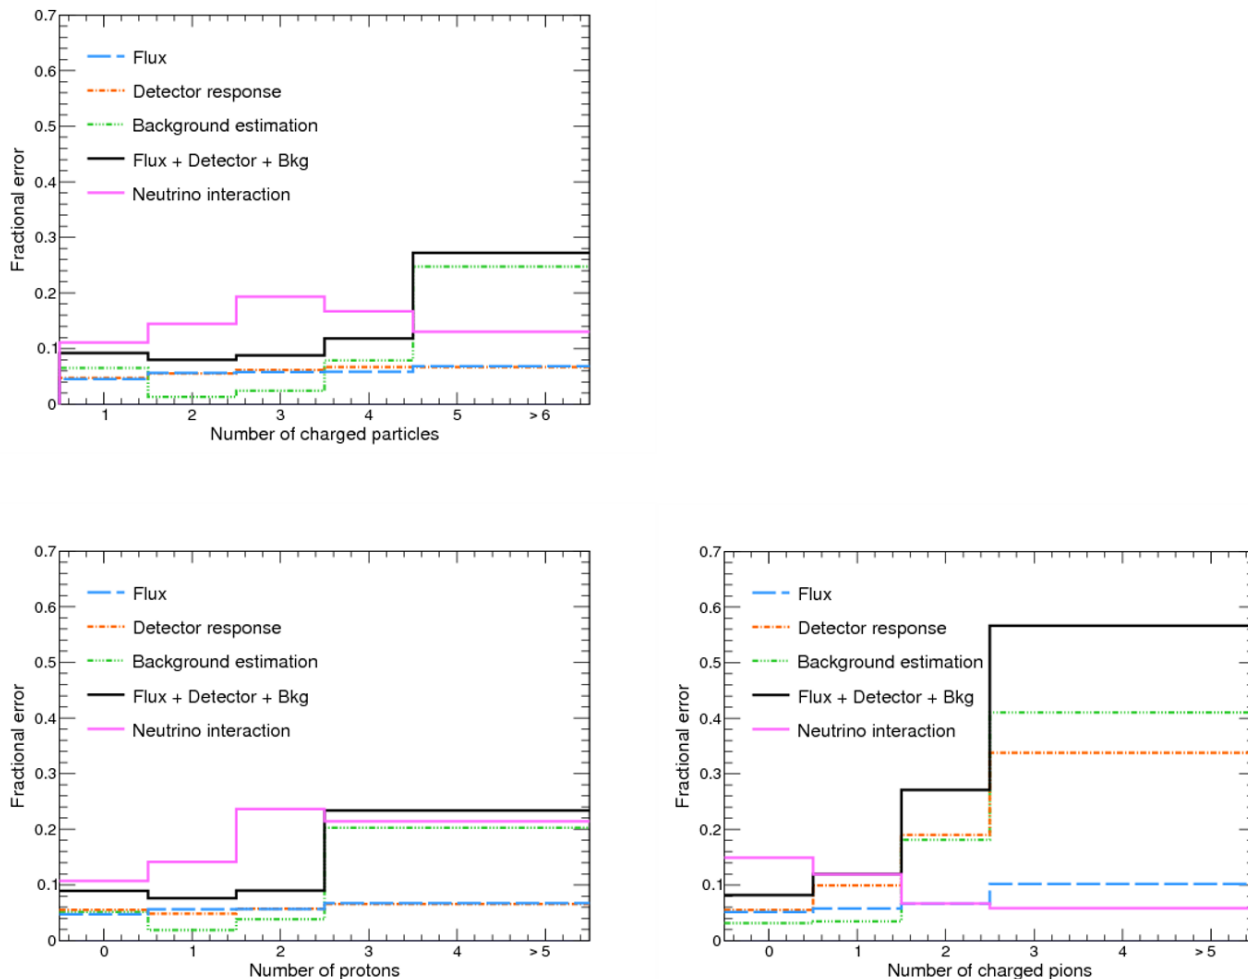 0.7
0.6
0.5
0.4
0.3
0.2
0.1
0
Fractional error
Flux
Detector response
Background estimation
Flux + Detector + Bkg
Neutrino interaction
1 2 3 4 5 > 6
Number of charged particles
0.7
0.6
0.5
0.4
0.3
0.2
0.1
0
Fractional error
Flux
Detector response
Background estimation
Flux + Detector + Bkg
Neutrino interaction
0 1 2 3 4 > 5
Number of protons
0.7
0.6
0.5
0.4
0.3
0.2
0.1
0
Fractional error
Flux
Detector response
Background estimation
Flux + Detector + Bkg
Neutrino interaction
0 1 2 3 4 > 5
Number of charged pions